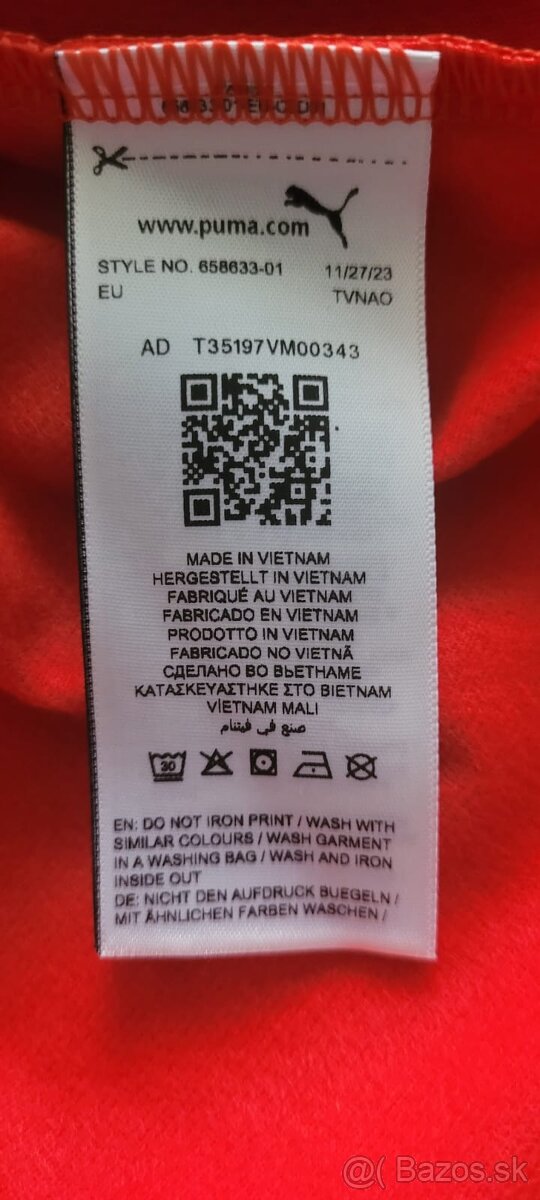 www.puma.com
STYLE NO. 658633-01 11/27/23
EU TVNAO
AD T35197VM00343
MADE IN VIETNAM
HERGESTELLT IN VIETNAM
FABRIQUÉ AU VIETNAM
FABRICADO EN VIETNAM
PRODOTTO IN VIETNAM
FABRICADO NO VIETNÃ
СДЕЛАНО ВО ВЬЕТНАМЕ
ΚΑΤΑΣΚΕΥΑΣΤΗΚΕ ΣΤΟ ΒΙΕΤΝΑΜ
VİETNAM MALI
صنع في فيتنام
30
EN: DO NOT IRON PRINT / WASH WITH
SIMILAR COLOURS / WASH GARMENT
IN A WASHING BAG / WASH AND IRON
INSIDE OUT
DE: NICHT DEN AUFDRUCK BUEGELN /
MIT ÄHNLICHEN FARBEN WASCHEN /
@( Bazos.sk